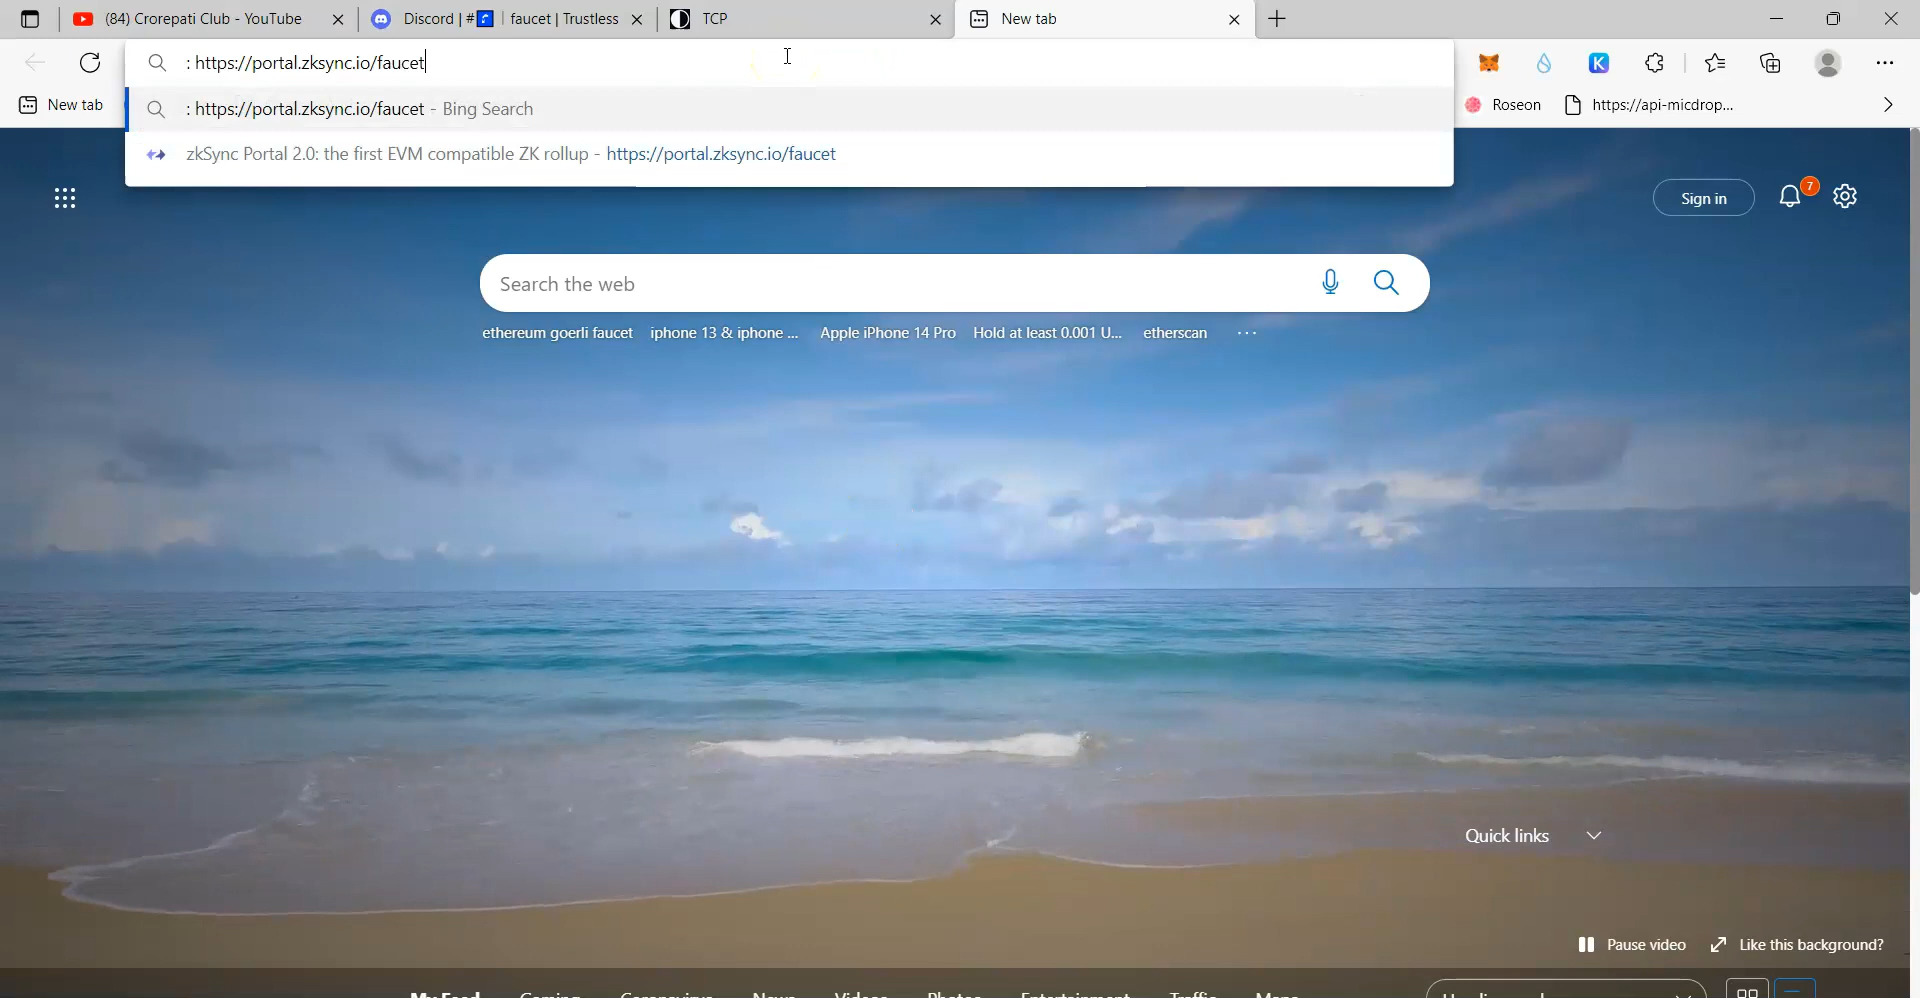 (84) Crorepati Club - YouTube
Discord | # | faucet | Trustless
TCP
New tab
: https://portal.zksync.io/faucet
New tab
: https://portal.zksync.io/faucet - Bing Search
Roseon
https://api-micdrop...
zkSync Portal 2.0: the first EVM compatible ZK rollup - https://portal.zksync.io/faucet
Sign in
7
Search the web
ethereum goerli faucet
iphone 13 & iphone ...
Apple iPhone 14 Pro
Hold at least 0.001 U...
etherscan
...
Quick links
Pause video
Like this background?
My Feed
Gaming
Coronavirus
News
Videos
Photos
Entertainment
Traffic
Maps